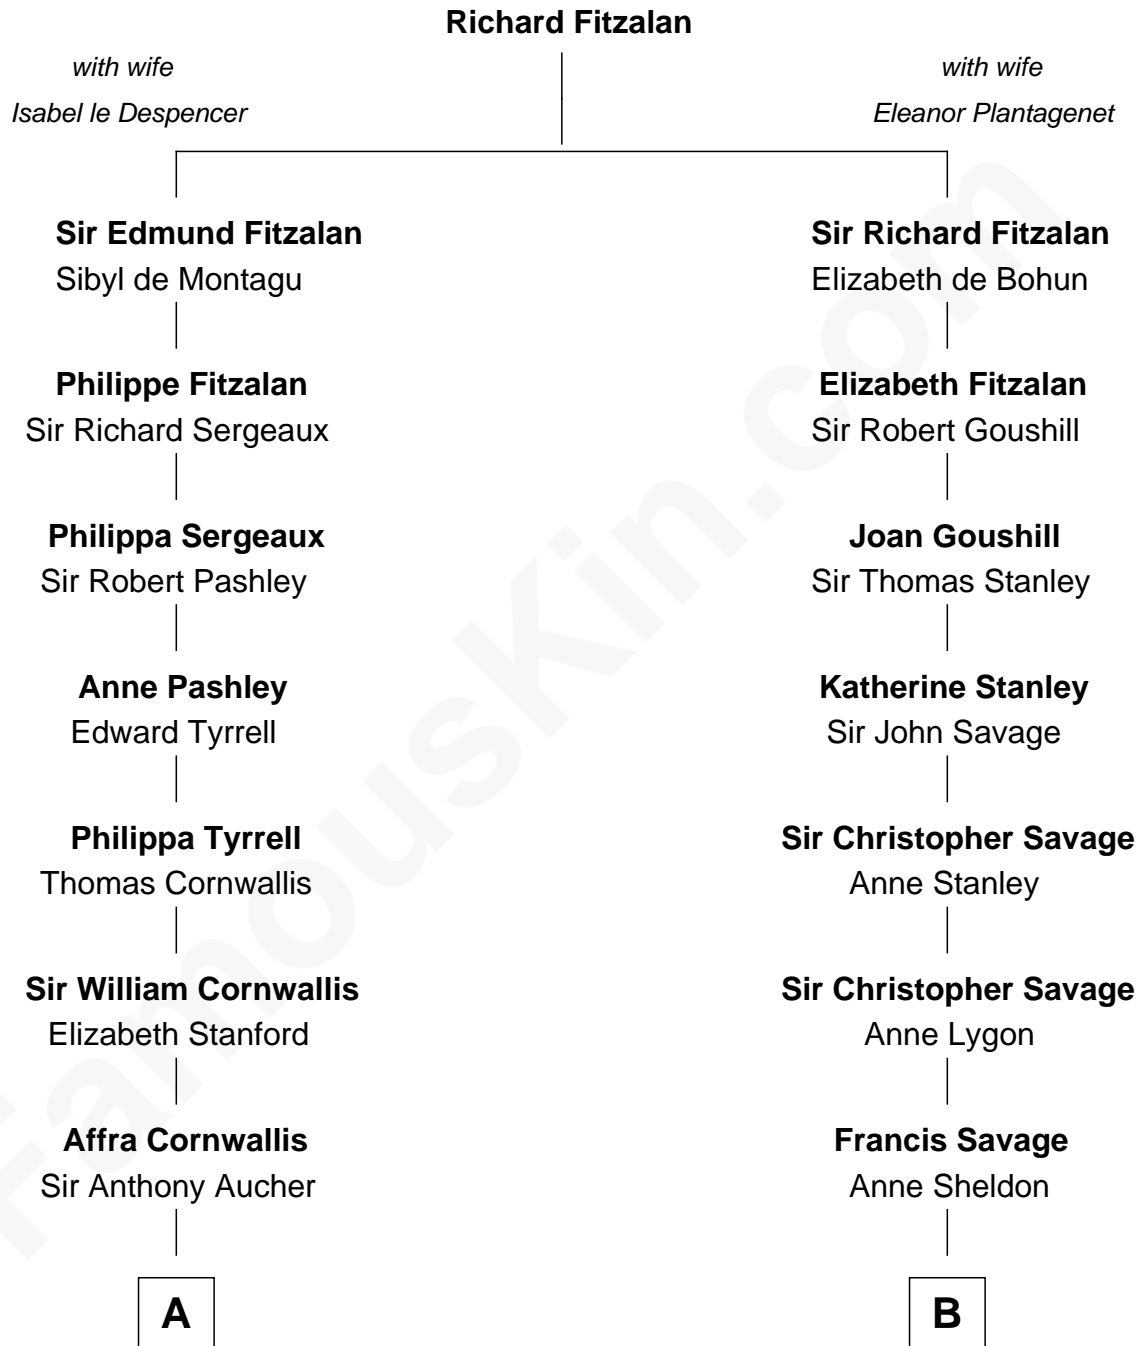 Richard Fitzalan
with wife
Isabel le Despencer
with wife
Eleanor Plantagenet
Sir Edmund Fitzalan
Sibyl de Montagu
Sir Richard Fitzalan
Elizabeth de Bohun
Philippe Fitzalan
Sir Richard Sergeaux
Elizabeth Fitzalan
Sir Robert Goushill
Philippa Sergeaux
Sir Robert Pashley
Joan Goushill
Sir Thomas Stanley
Anne Pashley
Edward Tyrrell
Katherine Stanley
Sir John Savage
Philippa Tyrrell
Thomas Cornwallis
Sir Christopher Savage
Anne Stanley
Sir William Cornwallis
Elizabeth Stanford
Sir Christopher Savage
Anne Lygon
Affra Cornwallis
Sir Anthony Aucher
Francis Savage
Anne Sheldon
A
B
FamousKin.com